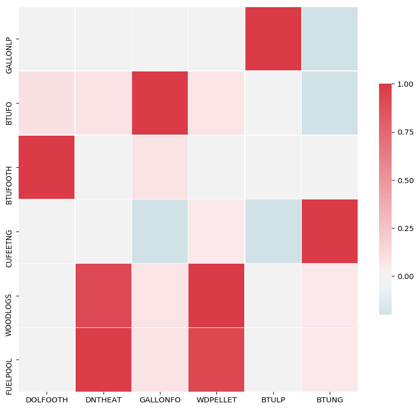 GALLONLP
BTUFO
BTUFOOTH
CUFEETNG
WOODLOGS
FUELPOOL
DOLFOOTH DNTHEAT GALLONFO WDPELLET BTULP BTUNG
1.00
0.75
0.50
0.25
0.00